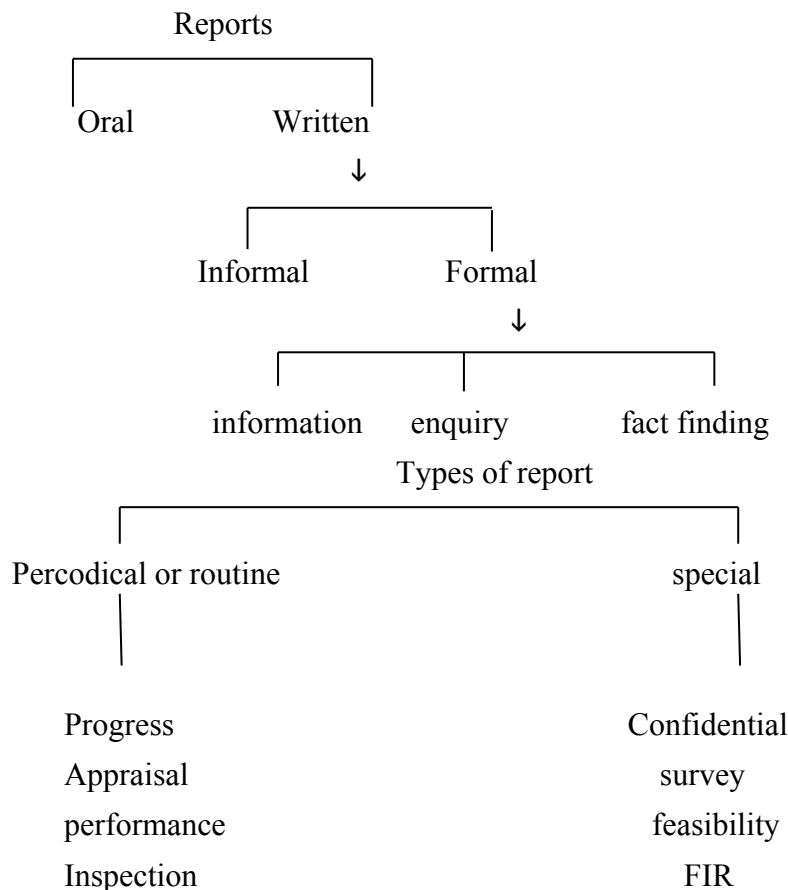 Reports
Oral Written
↓
Informal Formal
↓
information enquiry fact finding
Types of report
Percodical or routine special
Progress Confidential
Appraisal survey
performance feasibility
Inspection FIR